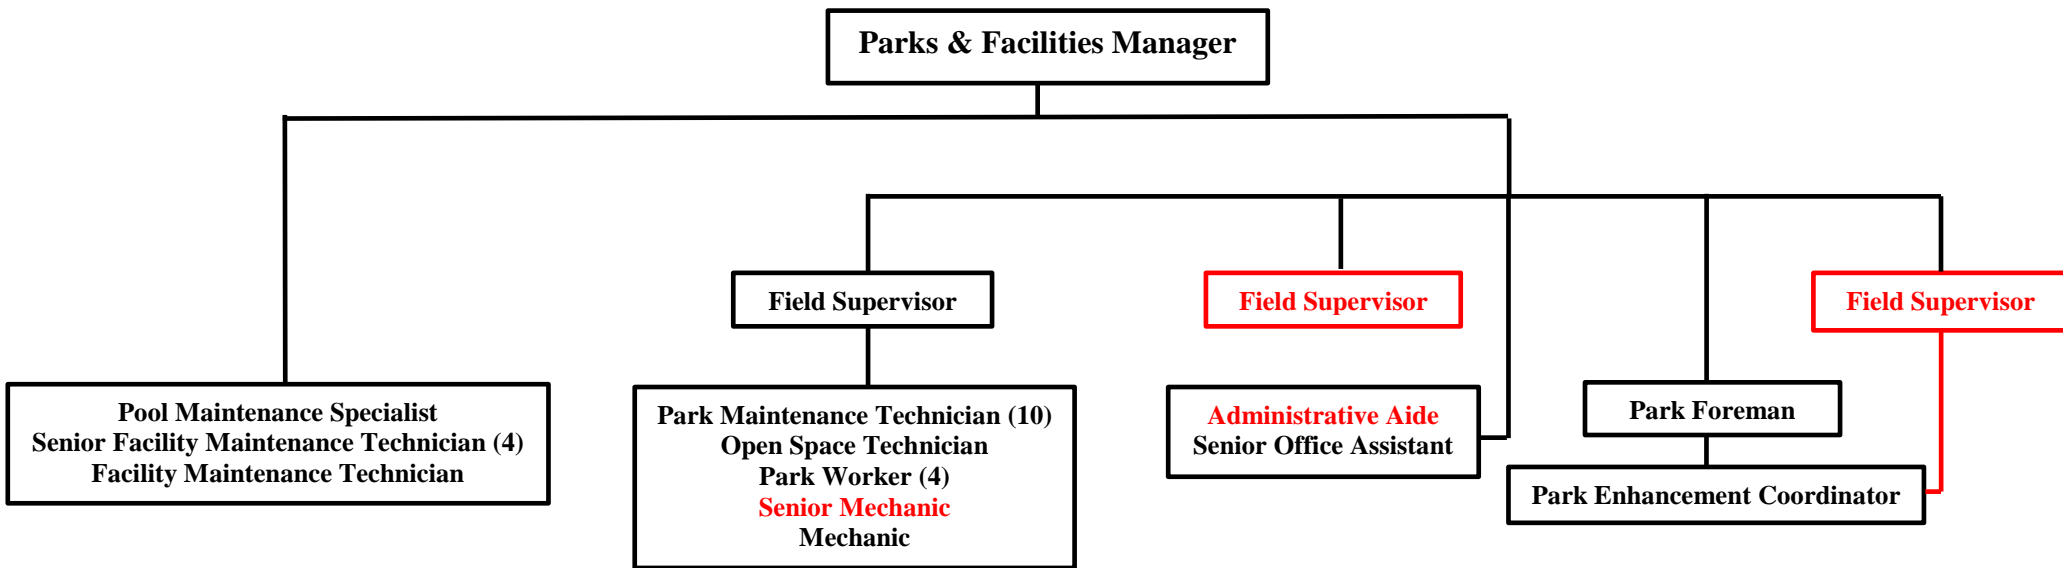 Parks & Facilities Manager
Field Supervisor
Field Supervisor
Field Supervisor
Pool Maintenance Specialist
Senior Facility Maintenance Technician (4)
Facility Maintenance Technician
Park Maintenance Technician (10)
Open Space Technician
Park Worker (4)
Senior Mechanic
Mechanic
Administrative Aide
Senior Office Assistant
Park Foreman
Park Enhancement Coordinator